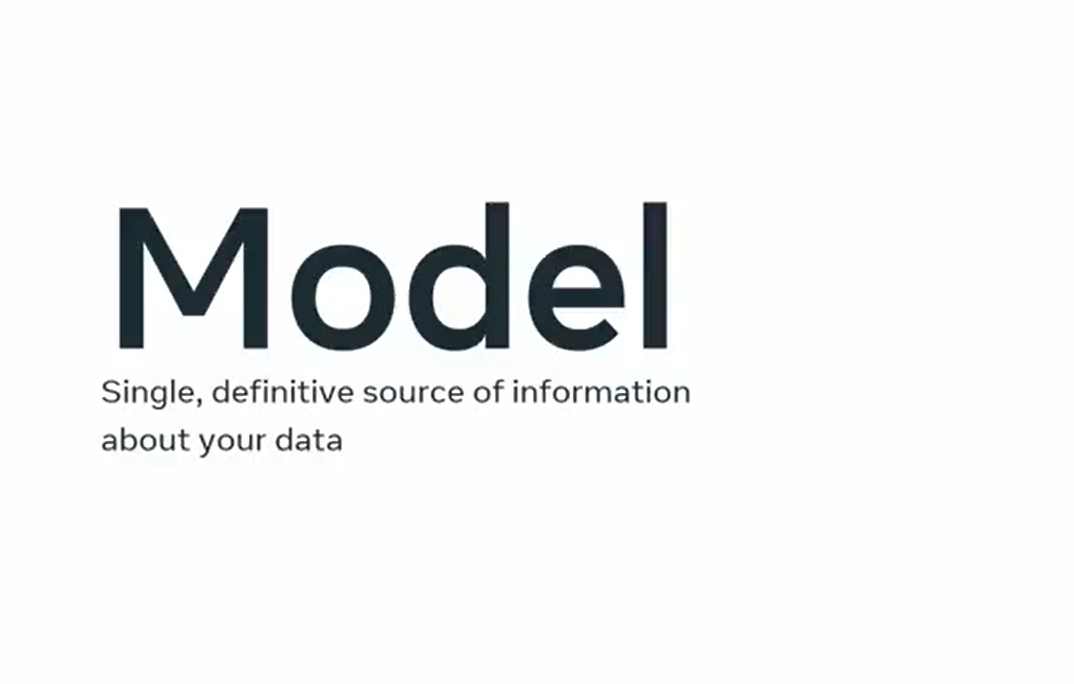 Model
Single, definitive source of information
about your data